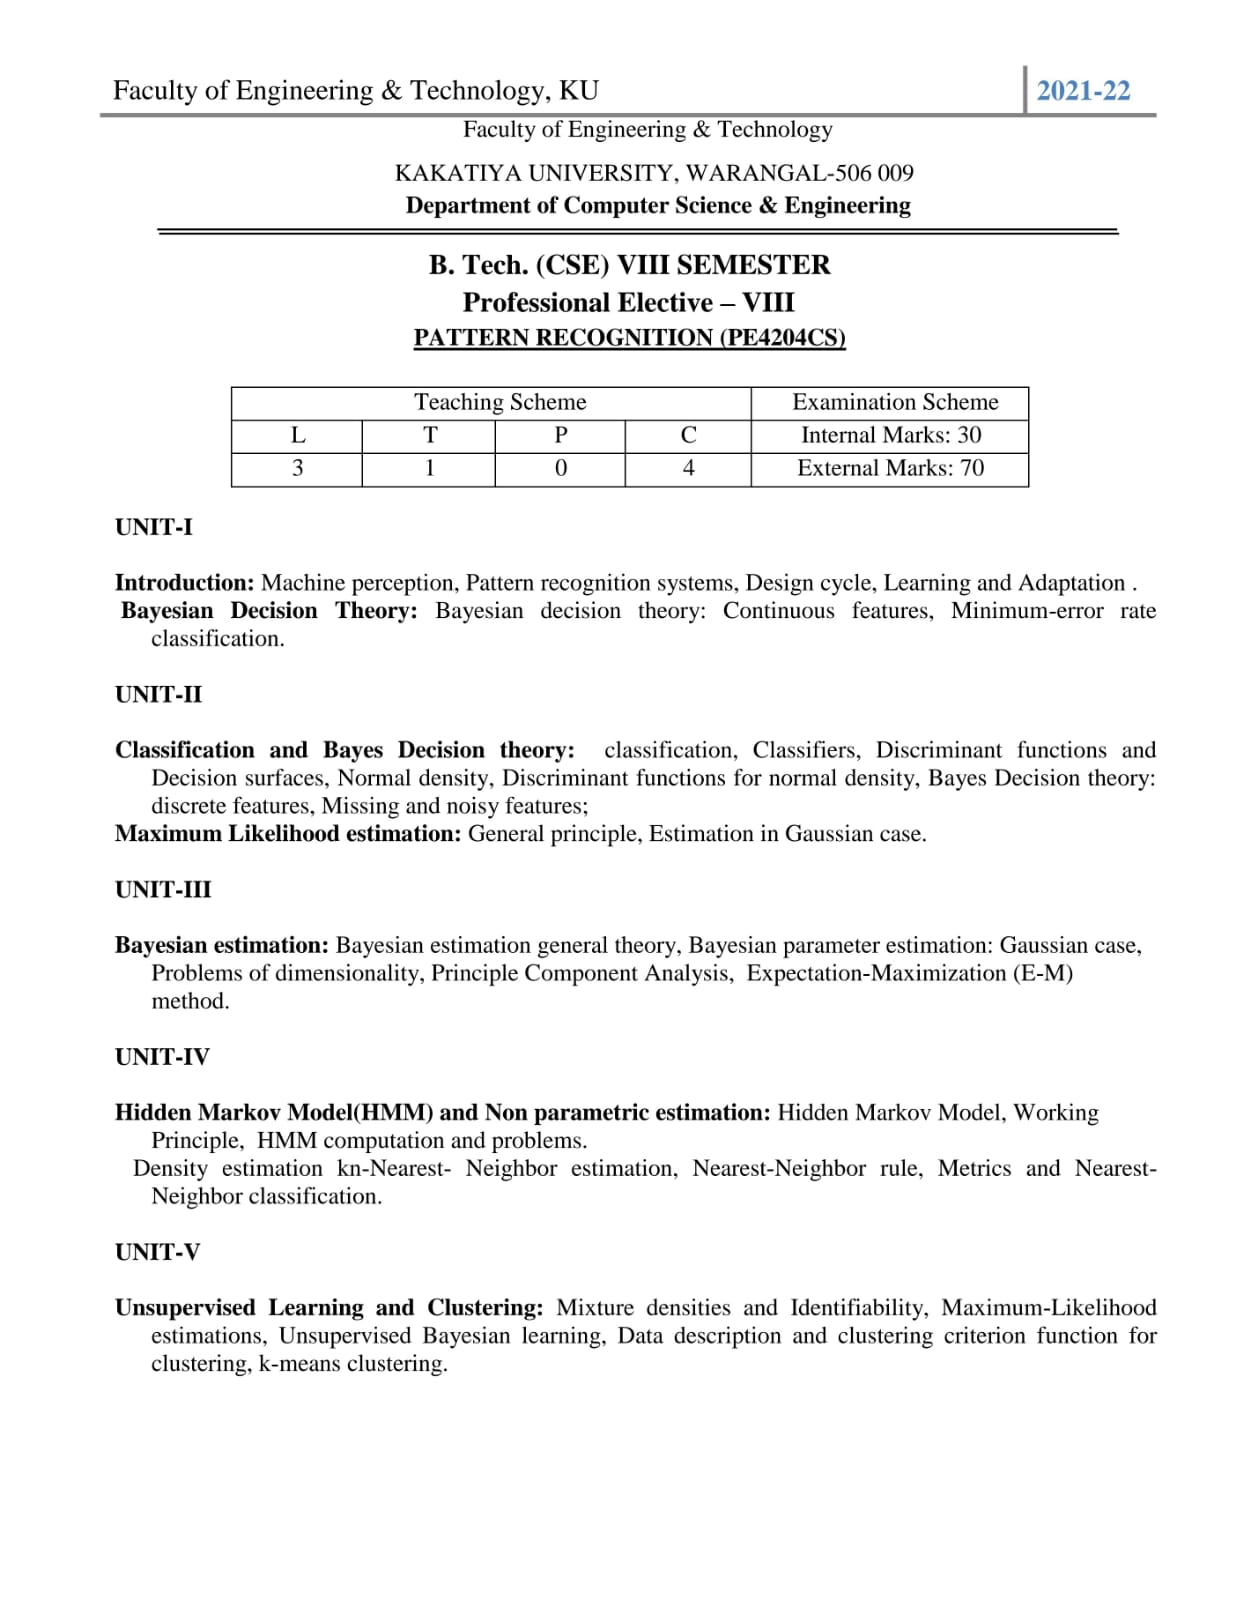 Faculty of Engineering & Technology, KU 2021-22
Faculty of Engineering & Technology
KAKATIYA UNIVERSITY, WARANGAL-506 009
Department of Computer Science & Engineering
B. Tech. (CSE) VIII SEMESTER
Professional Elective – VIII
PATTERN RECOGNITION (PE4204CS)
Teaching Scheme Examination Scheme
L T P C Internal Marks: 30
3 1 0 4 External Marks: 70
UNIT-I
Introduction: Machine perception, Pattern recognition systems, Design cycle, Learning and Adaptation .
Bayesian Decision Theory: Bayesian decision theory: Continuous features, Minimum-error rate
classification.
UNIT-II
Classification and Bayes Decision theory: classification, Classifiers, Discriminant functions and
Decision surfaces, Normal density, Discriminant functions for normal density, Bayes Decision theory:
discrete features, Missing and noisy features;
Maximum Likelihood estimation: General principle, Estimation in Gaussian case.
UNIT-III
Bayesian estimation: Bayesian estimation general theory, Bayesian parameter estimation: Gaussian case,
Problems of dimensionality, Principle Component Analysis, Expectation-Maximization (E-M)
method.
UNIT-IV
Hidden Markov Model(HMM) and Non parametric estimation: Hidden Markov Model, Working
Principle, HMM computation and problems.
Density estimation kn-Nearest- Neighbor estimation, Nearest-Neighbor rule, Metrics and Nearest-
Neighbor classification.
UNIT-V
Unsupervised Learning and Clustering: Mixture densities and Identifiability, Maximum-Likelihood
estimations, Unsupervised Bayesian learning, Data description and clustering criterion function for
clustering, k-means clustering.